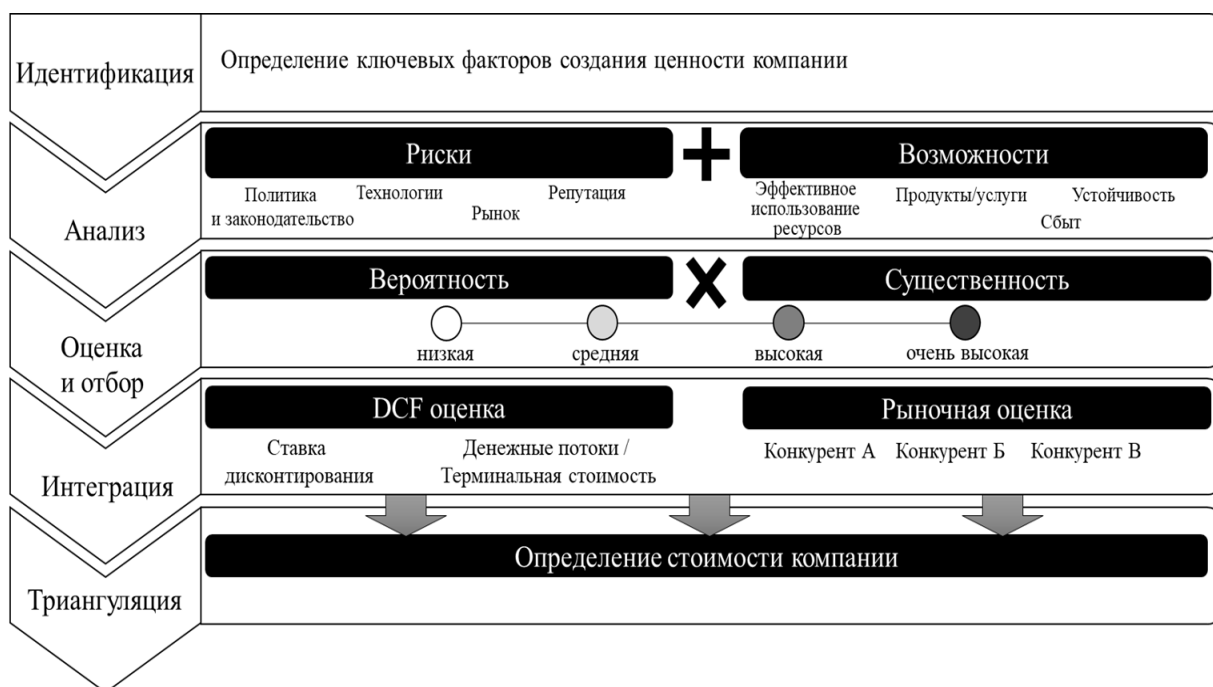 Идентификация
Определение ключевых факторов создания ценности компании
Анализ
Риски
+
Возможности
Политика
и законодательство
Технологии
Рынок
Репутация
Эффективное
использование
ресурсов
Продукты/услуги
Устойчивость
Сбыт
Оценка
и отбор
Вероятность
X
Существенность
низкая
средняя
высокая
очень высокая
Интеграция
DCF оценка
Рыночная оценка
Ставка
дисконтирования
Денежные потоки /
Терминальная стоимость
Конкурент А
Конкурент Б
Конкурент В
Триангуляция
Определение стоимости компании